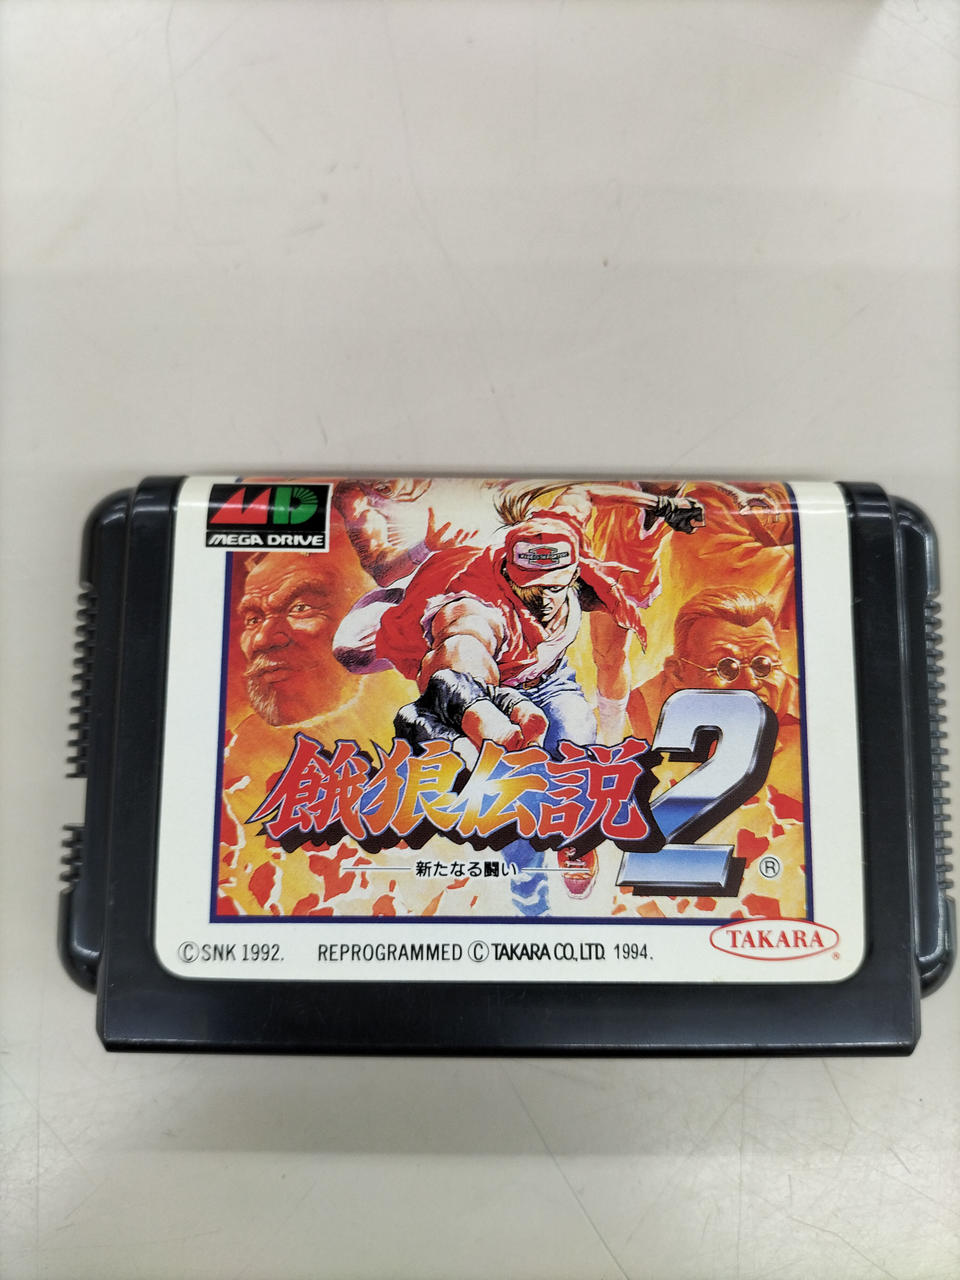 MD
MEGA DRIVE
餓狼伝説2
新たなる闘い
®
©SNK 1992. REPROGRAMMED © TAKARA CO., LTD. 1994.
TAKARA®